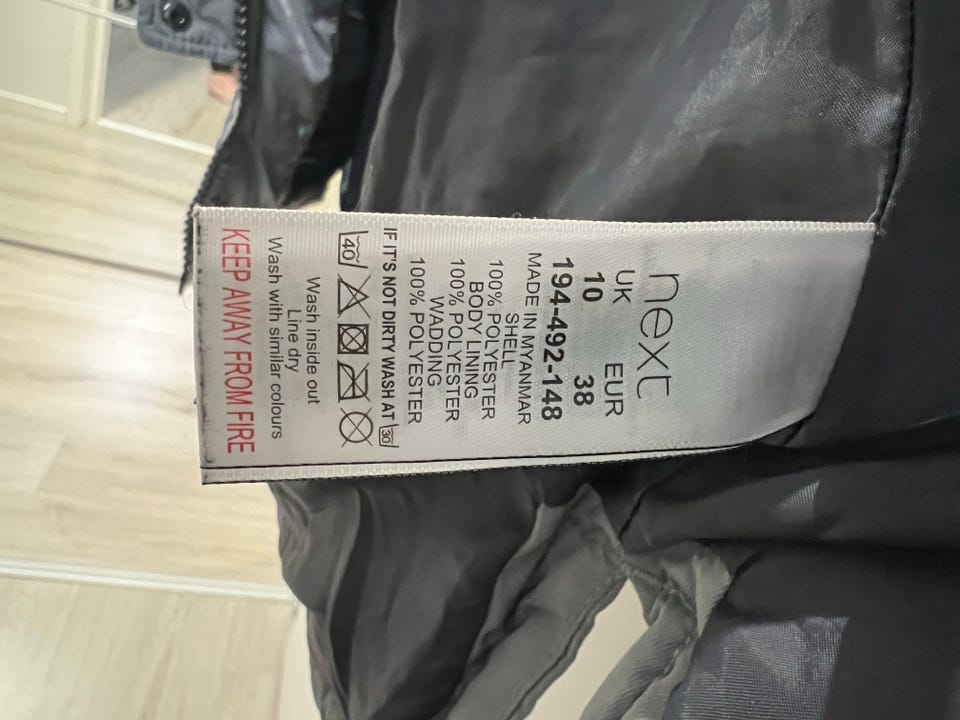 next
UK EUR
10 38
194-492-148
MADE IN MYANMAR
SHELL
100% POLYESTER
BODY LINING
100% POLYESTER
WADDING
100% POLYESTER
IF IT'S NOT DIRTY WASH AT 30
40
Wash inside out
Line dry
Wash with similar colours
KEEP AWAY FROM FIRE